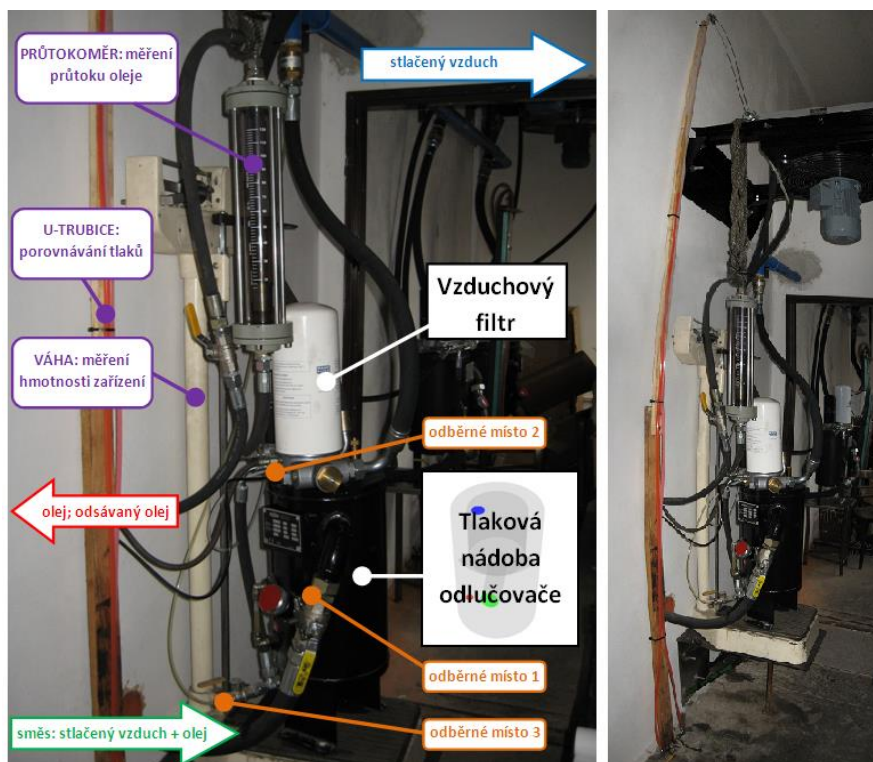 PRŮTOKOMĚR: měření
průtoku oleje
stlačený vzduch
U-TRUBICE:
porovnávání tlaků
Vzduchový
filtr
VÁHA: měření
hmotnosti zařízení
odběrné místo 2
olej; odsávaný olej
Tlaková
nádoba
odlučovače
odběrné místo 1
směs: stlačený vzduch + olej
odběrné místo 3